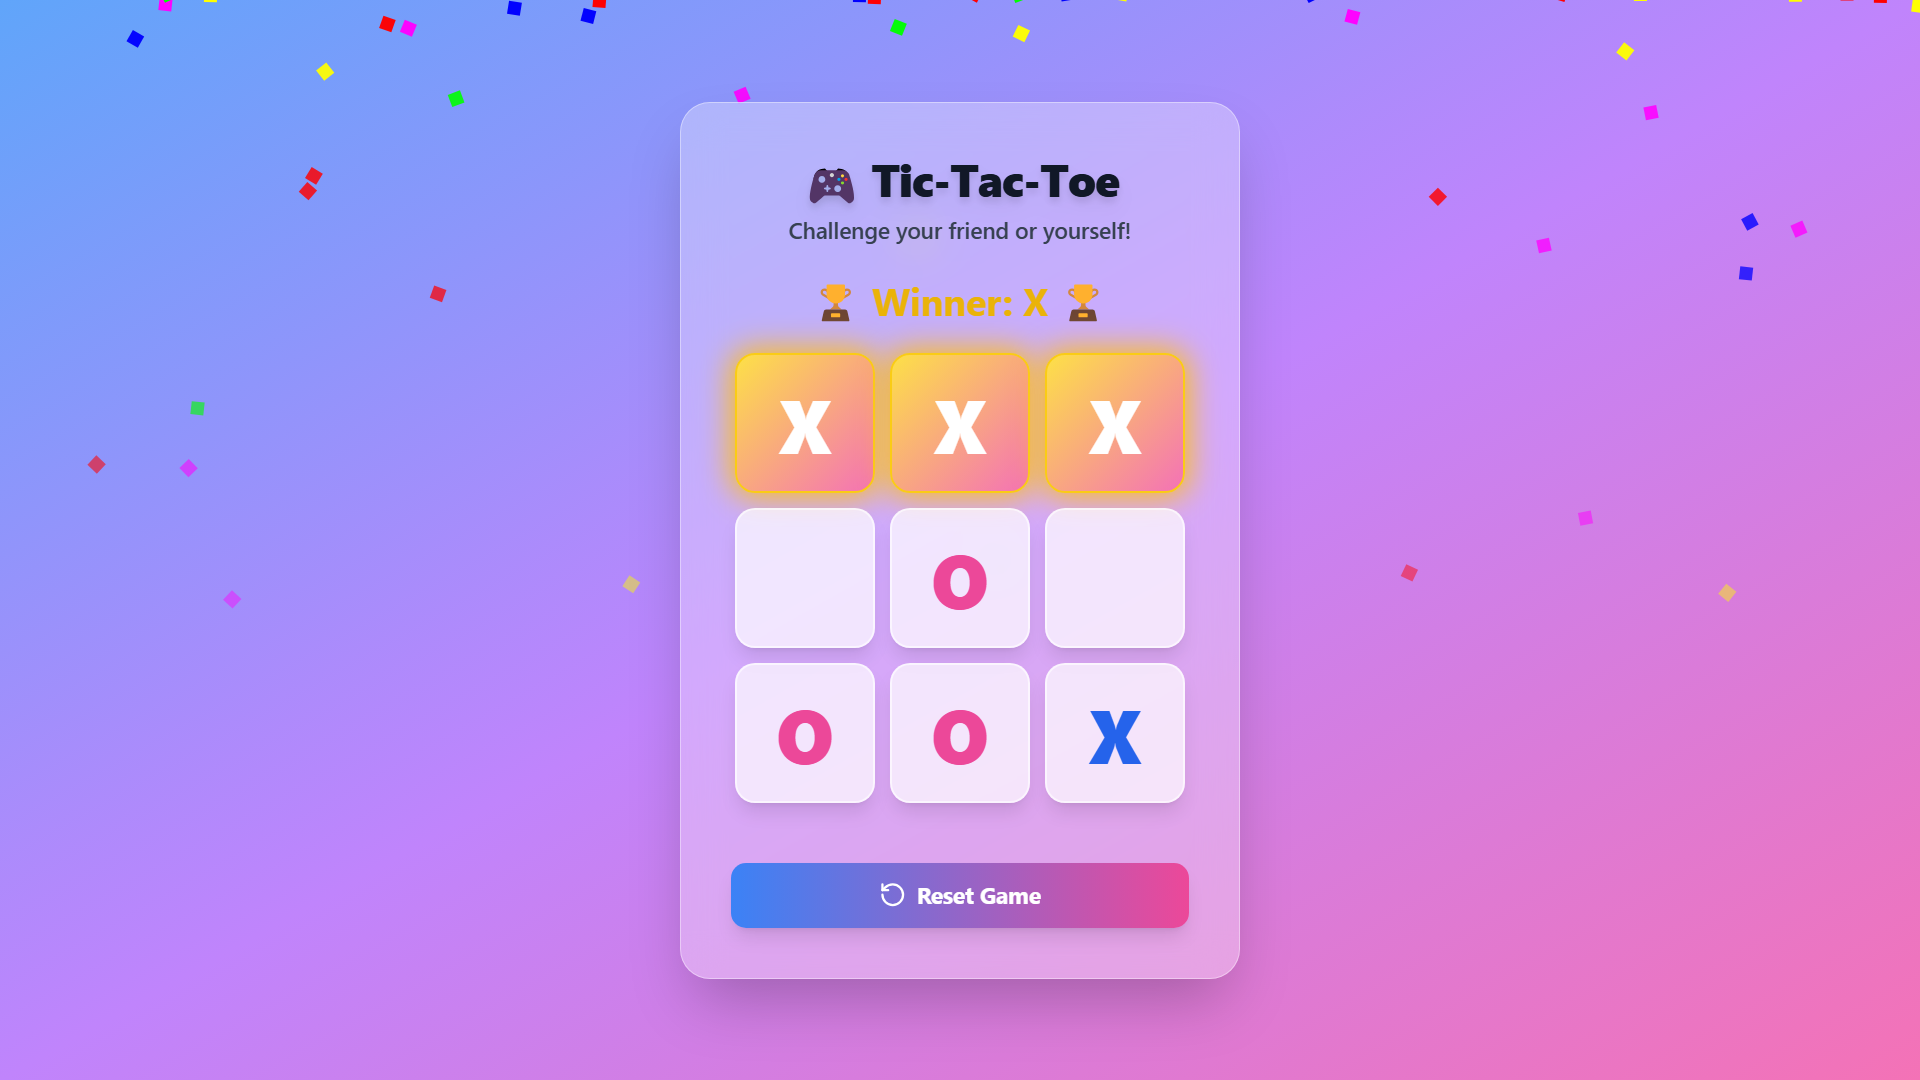 🎮 Tic-Tac-Toe
Challenge your friend or yourself!
🏆 Winner: X 🏆
X X X
O
O O X
Reset Game